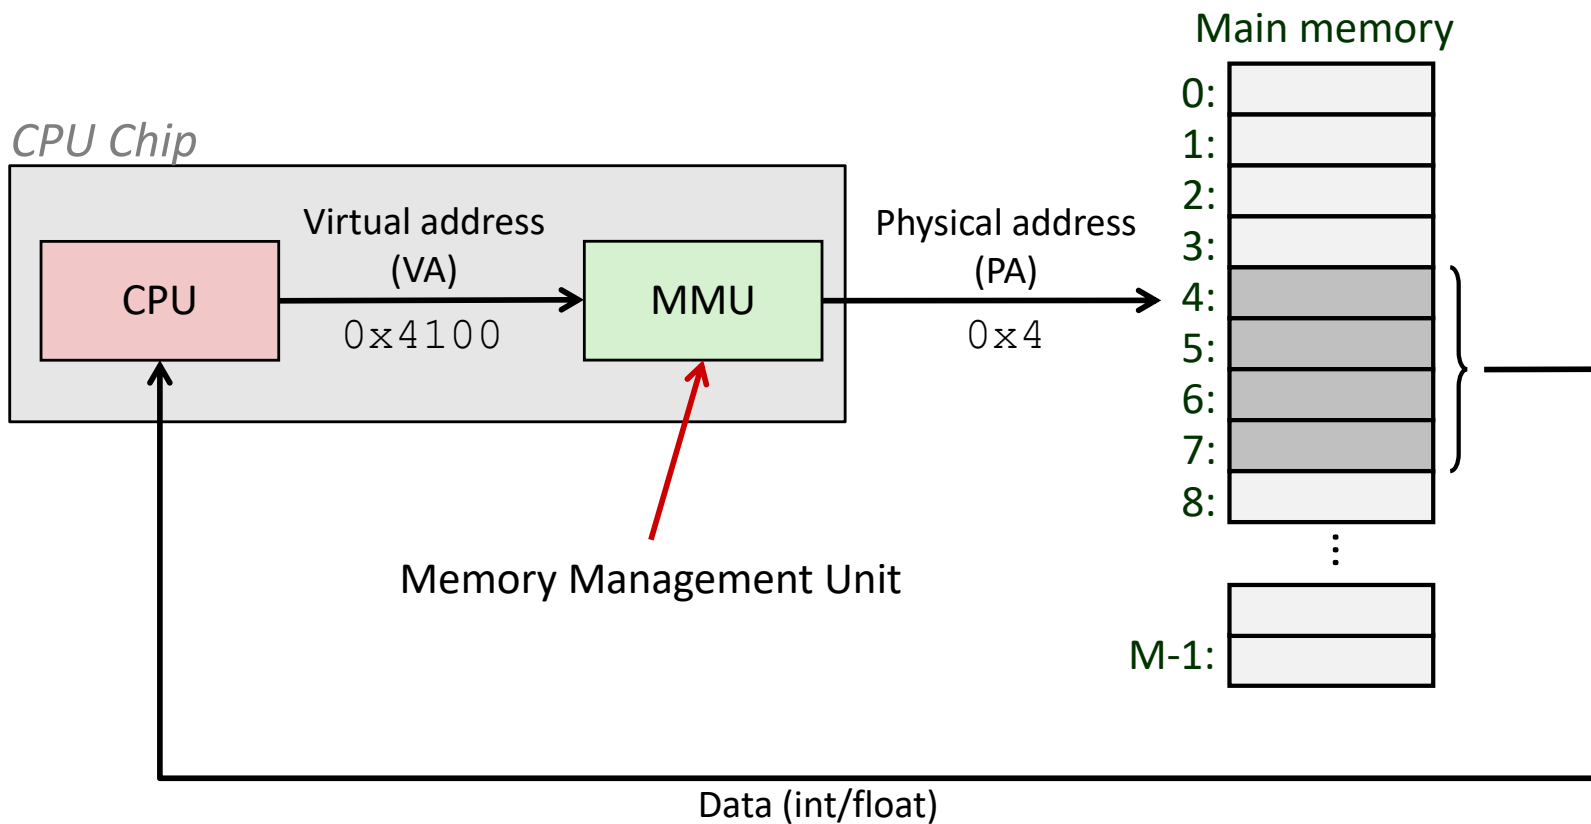 Main memory
0:
CPU Chip
1:
2:
Virtual address
(VA)
Physical address
(PA)
3:
CPU
MMU
4:
0x4100
0x4
5:
6:
7:
8:
Memory Management Unit
⋮
M-1:
Data (int/float)